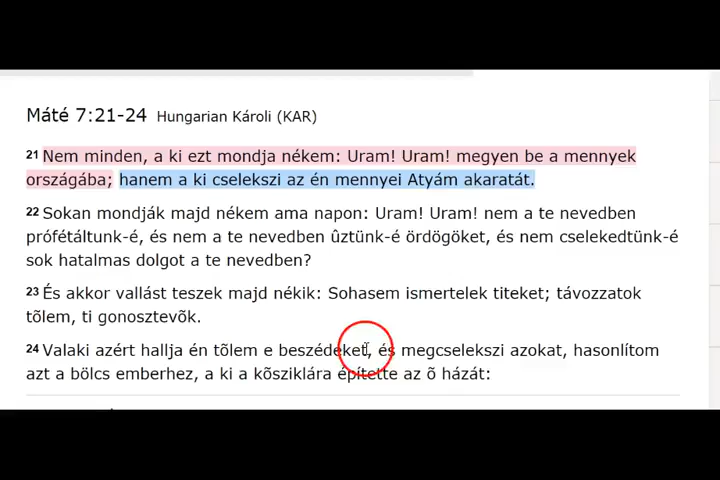 Máté 7:21-24 Hungarian Károli (KAR)
21 Nem minden, a ki ezt mondja nékem: Uram! Uram! megyen be a mennyek
országába; hanem a ki cselekszi az én mennyei Atyám akaratát.
22 Sokan mondják majd nékem ama napon: Uram! Uram! nem a te nevedben
prófétáltunk-é, és nem a te nevedben ûztünk-é ördögöket, és nem cselekedtünk-é
sok hatalmas dolgot a te nevedben?
23 És akkor vallást teszek majd nékik: Sohasem ismertelek titeket; távozzatok
tõlem, ti gonosztevõk.
24 Valaki azért hallja én tõlem e beszédeket, és megcselekszi azokat, hasonlítom
azt a bölcs emberhez, a ki a kõsziklára építette az õ házát: